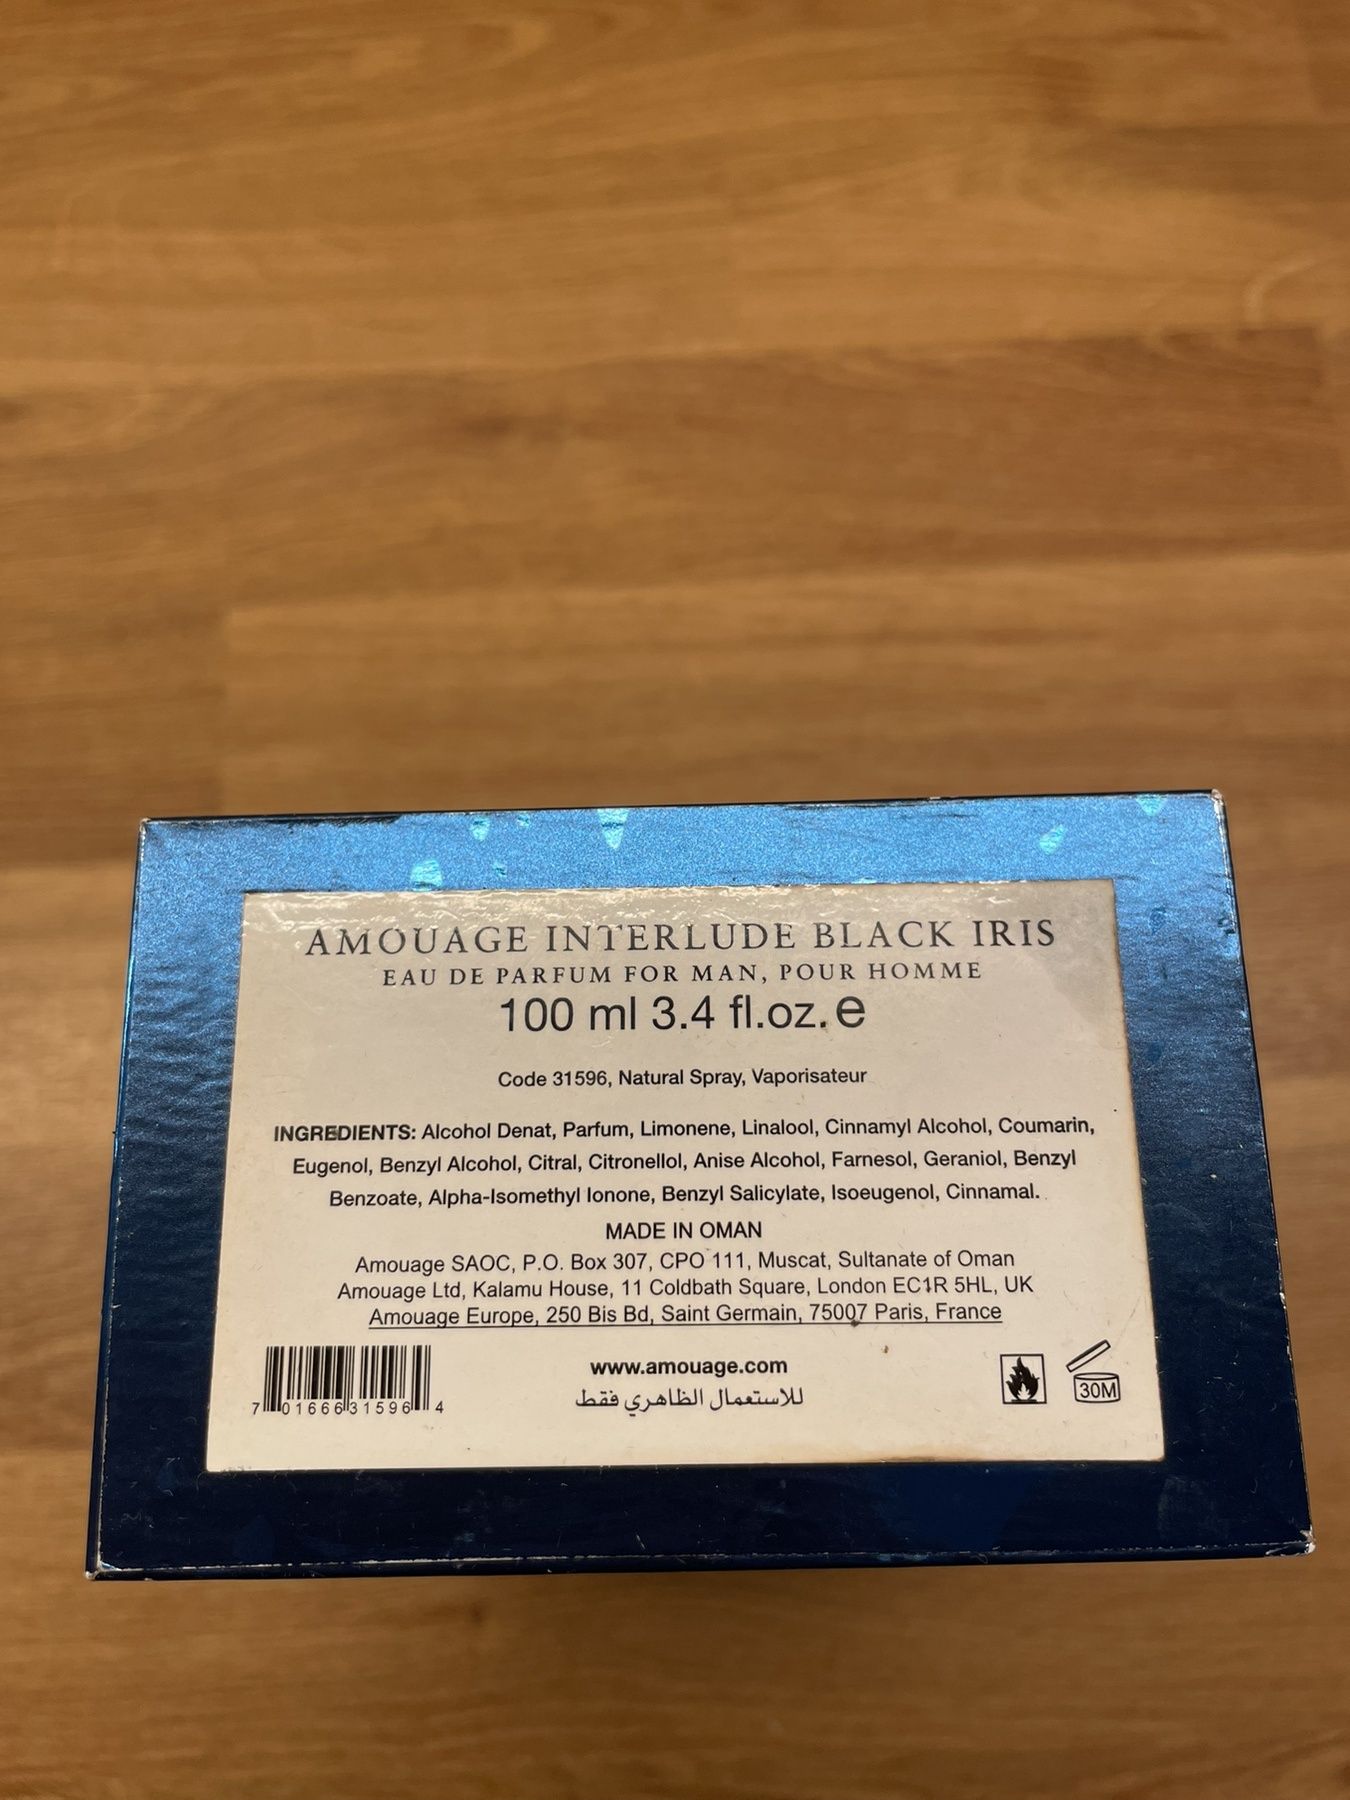 AMOUAGE INTERLUDE BLACK IRIS
EAU DE PARFUM FOR MAN, POUR HOMME
100 ml 3.4 fl.oz. e
Code 31596, Natural Spray, Vaporisateur
INGREDIENTS: Alcohol Denat, Parfum, Limonene, Linalool, Cinnamyl Alcohol, Coumarin,
Eugenol, Benzyl Alcohol, Citral, Citronellol, Anise Alcohol, Farnesol, Geraniol, Benzyl
Benzoate, Alpha-Isomethyl Ionone, Benzyl Salicylate, Isoeugenol, Cinnamal.
MADE IN OMAN
Amouage SAOC, P.O. Box 307, CPO 111, Muscat, Sultanate of Oman
Amouage Ltd, Kalamu House, 11 Coldbath Square, London EC1R 5HL, UK
Amouage Europe, 250 Bis Bd, Saint Germain, 75007 Paris, France
www.amouage.com
للاستعمال الظاهري فقط
7 01666 31596 4
30M